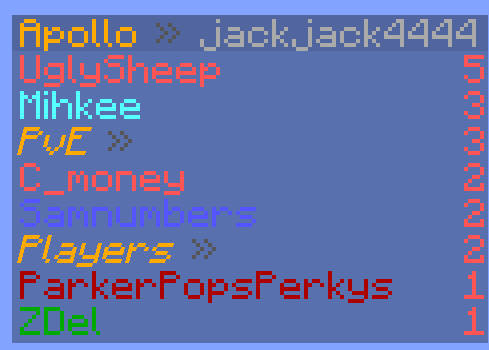 Apollo » jackjack4444
UglySheep 5
Mihkee 3
PvE » 3
C_money 2
Samnumbers 2
Players » 2
ParkerPopsPerkys 1
ZDel 1